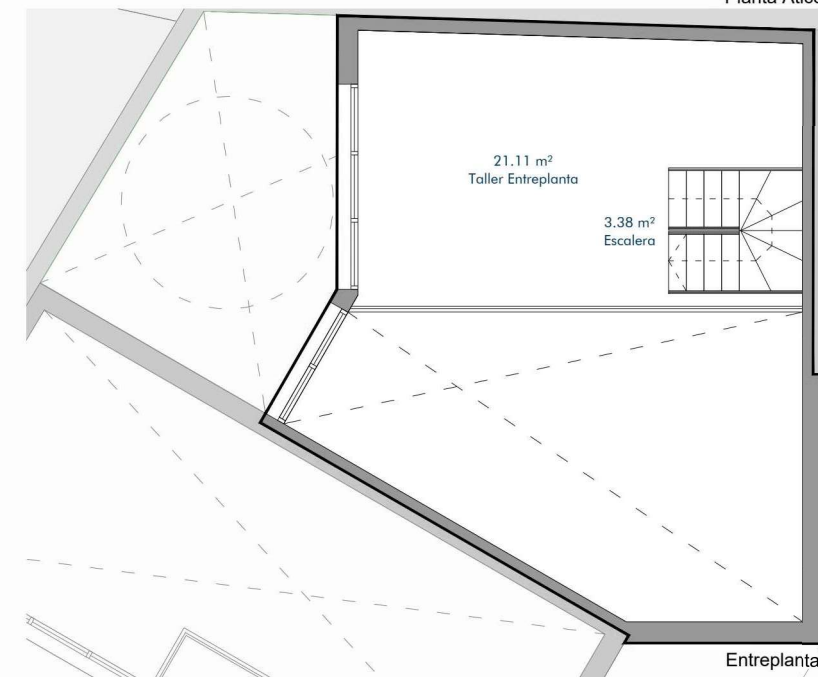 21.11 m²
Taller Entreplanta
3.38 m²
Escalera
Entreplanta